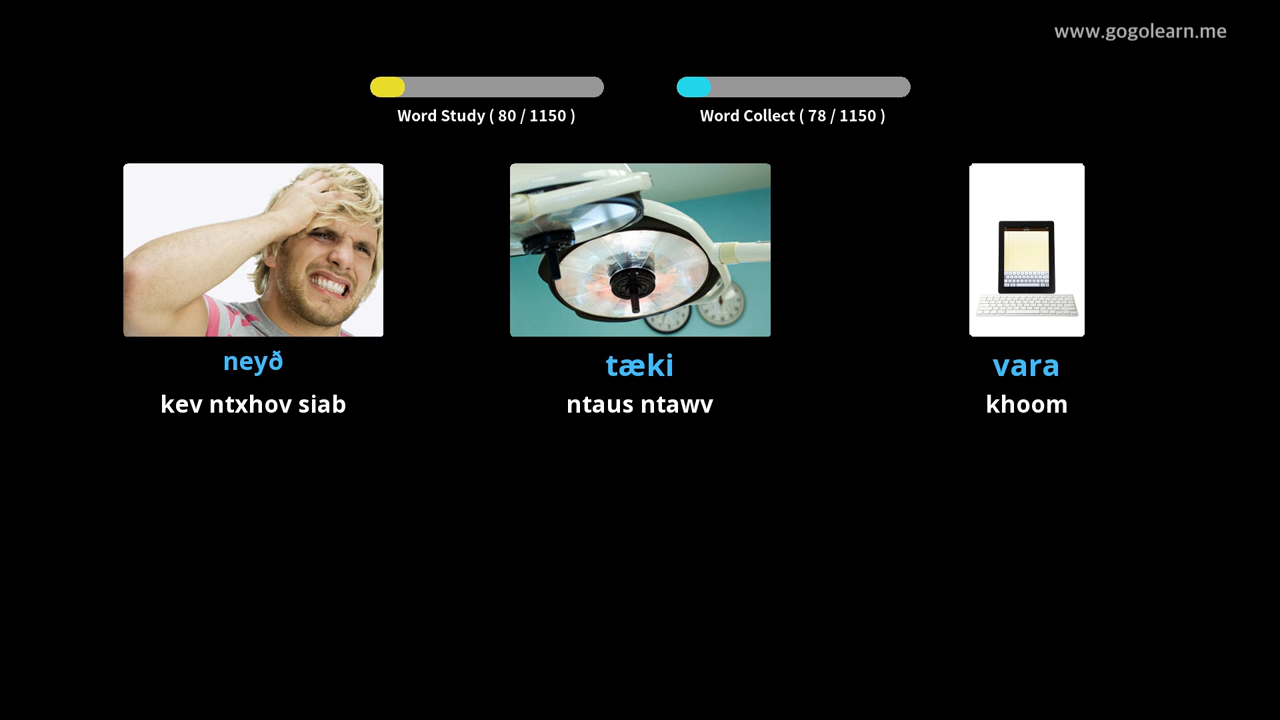 www.gogolearn.me
Word Study ( 80 / 1150 )
Word Collect ( 78 / 1150 )
neyð
tæki
vara
kev ntxhov siab
ntaus ntawv
khoom